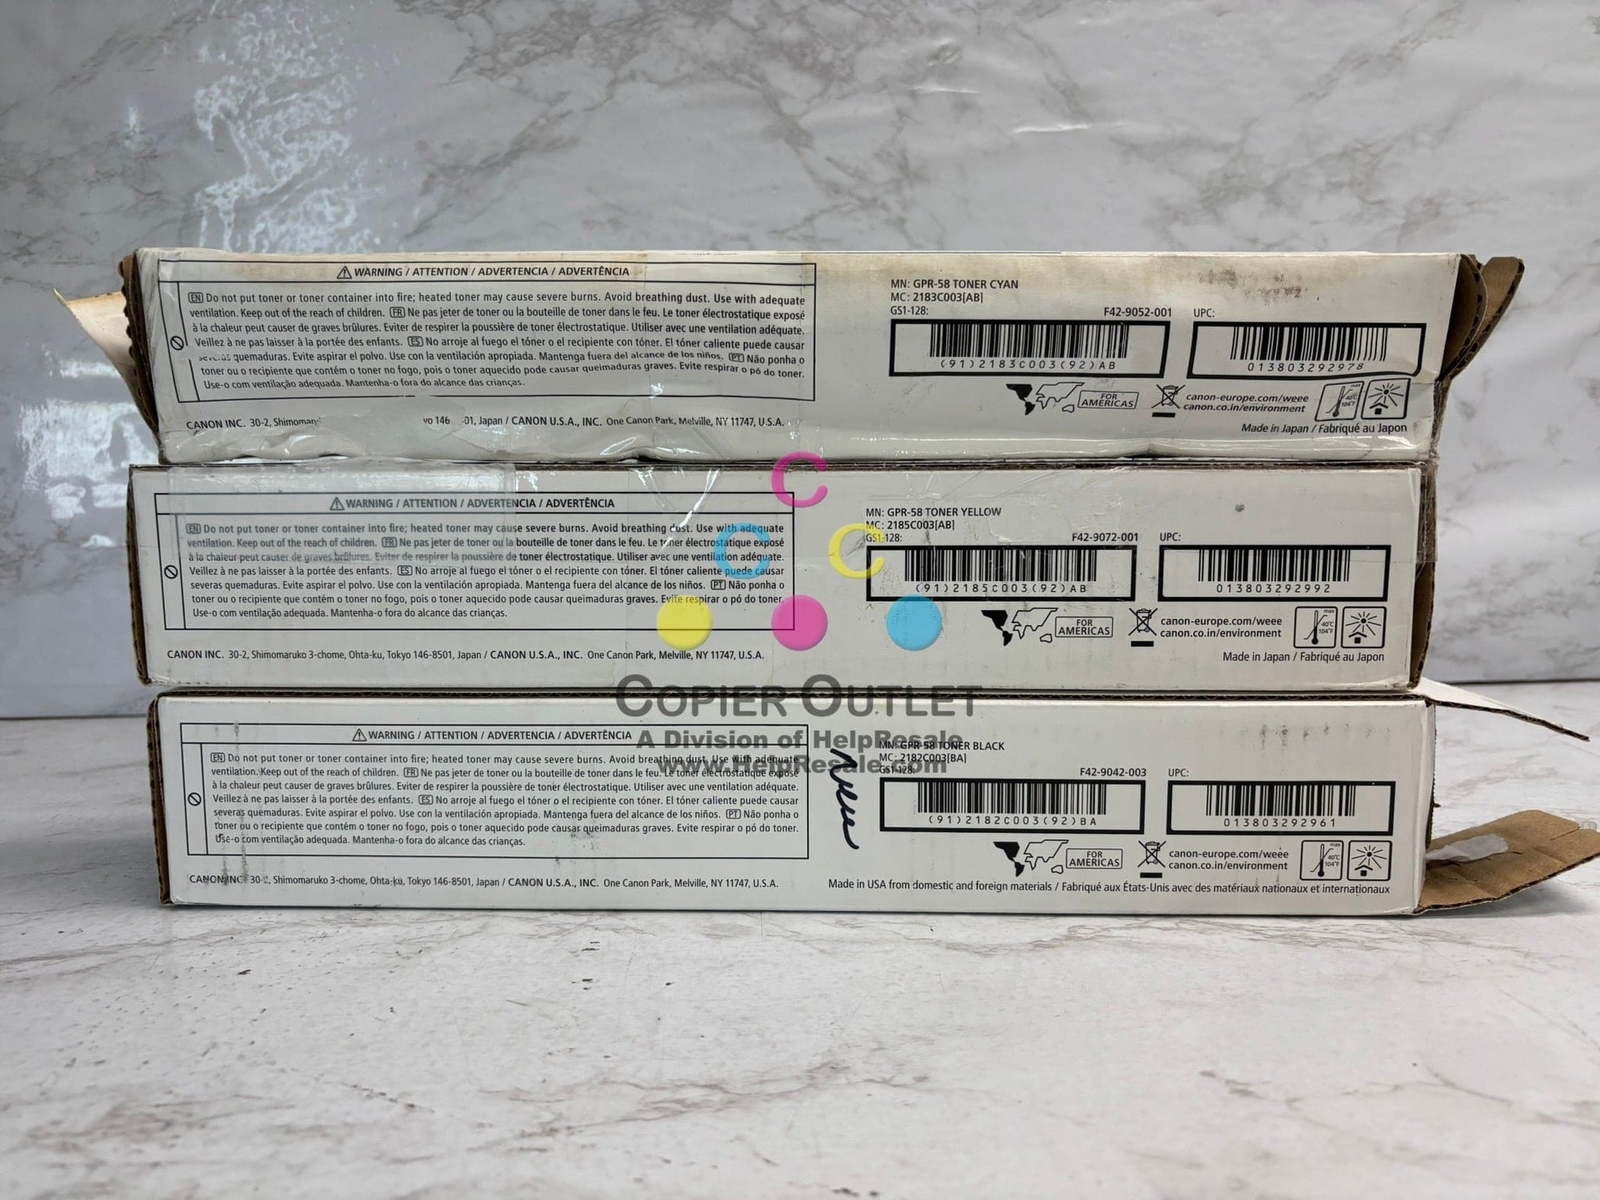 WARNING / ATTENTION / ADVERTENCIA / ADVERTÊNCIA
EN Do not put toner or toner container into fire; heated toner may cause severe burns. Avoid breathing dust. Use with adequate
ventilation. Keep out of the reach of children. FR Ne pas jeter de toner ou la bouteille de toner dans le feu. Le toner électrostatique exposé
à la chaleur peut causer de graves brûlures. Eviter de respirer la poussière de toner électrostatique. Utiliser avec une ventilation adéquate.
Veillez à ne pas laisser à la portée des enfants. ES No arroje al fuego el tóner o el recipiente con tóner. El tóner caliente puede causar
severas quemaduras. Evite aspirar el polvo. Use con la ventilación apropiada. Mantenga fuera del alcance de los niños. PT Não ponha o
toner ou o recipiente que contém o toner no fogo, pois o toner aquecido pode causar queimaduras graves. Evite respirar o pó do toner.
Use-o com ventilação adequada. Mantenha-o fora do alcance das crianças.
CANON INC. 30-2, Shimomar yo 146 01, Japan / CANON U.S.A., INC. One Canon Park, Melville, NY 11747, U.S.A.
MN: GPR-58 TONER CYAN
MC: 2183C003[AB]
GS1-128: F42-9052-001 UPC:
(91)2183C003(92)AB 013803292978
FOR AMERICAS
canon-europe.com/weee
canon.co.in/environment
max 40°C 104°F
Made in Japan / Fabriqué au Japon
WARNING / ATTENTION / ADVERTENCIA / ADVERTÊNCIA
EN Do not put toner or toner container into fire; heated toner may cause severe burns. Avoid breathing dust. Use with adequate
ventilation. Keep out of the reach of children. FR Ne pas jeter de toner ou la bouteille de toner dans le feu. Le toner électrostatique exposé
à la chaleur peut causer de graves brûlures. Eviter de respirer la poussière de toner électrostatique. Utiliser avec une ventilation adéquate.
Veillez à ne pas laisser à la portée des enfants. ES No arroje al fuego el tóner o el recipiente con tóner. El tóner caliente puede causar
severas quemaduras. Evite aspirar el polvo. Use con la ventilación apropiada. Mantenga fuera del alcance de los niños. PT Não ponha o
toner ou o recipiente que contém o toner no fogo, pois o toner aquecido pode causar queimaduras graves. Evite respirar o pó do toner.
Use-o com ventilação adequada. Mantenha-o fora do alcance das crianças.
CANON INC. 30-2, Shimomaruko 3-chome, Ohta-ku, Tokyo 146-8501, Japan / CANON U.S.A., INC. One Canon Park, Melville, NY 11747, U.S.A.
MN: GPR-58 TONER YELLOW
MC: 2185C003[AB]
GS1-128: F42-9072-001 UPC:
(91)2185C003(92)AB 013803292992
FOR AMERICAS
canon-europe.com/weee
canon.co.in/environment
max 40°C 104°F
Made in Japan / Fabriqué au Japon
C
C C
COPIER OUTLET
A Division of HelpResale
www.HelpResale.com
WARNING / ATTENTION / ADVERTENCIA / ADVERTÊNCIA
EN Do not put toner or toner container into fire; heated toner may cause severe burns. Avoid breathing dust. Use with adequate
ventilation. Keep out of the reach of children. FR Ne pas jeter de toner ou la bouteille de toner dans le feu. Le toner électrostatique exposé
à la chaleur peut causer de graves brûlures. Eviter de respirer la poussière de toner électrostatique. Utiliser avec une ventilation adéquate.
Veillez à ne pas laisser à la portée des enfants. ES No arroje al fuego el tóner o el recipiente con tóner. El tóner caliente puede causar
severas quemaduras. Evite aspirar el polvo. Use con la ventilación apropiada. Mantenga fuera del alcance de los niños. PT Não ponha o
toner ou o recipiente que contém o toner no fogo, pois o toner aquecido pode causar queimaduras graves. Evite respirar o pó do toner.
Use-o com ventilação adequada. Mantenha-o fora do alcance das crianças.
CANON INC. 30-2, Shimomaruko 3-chome, Ohta-ku, Tokyo 146-8501, Japan / CANON U.S.A., INC. One Canon Park, Melville, NY 11747, U.S.A.
MN: GPR-58 TONER BLACK
MC: 2182C003[BA]
GS1-128: F42-9042-003 UPC:
(91)2182C003(92)BA 013803292961
FOR AMERICAS
canon-europe.com/weee
canon.co.in/environment
max 40°C 104°F
Made in USA from domestic and foreign materials / Fabriqué aux États-Unis avec des matériaux nationaux et internationaux